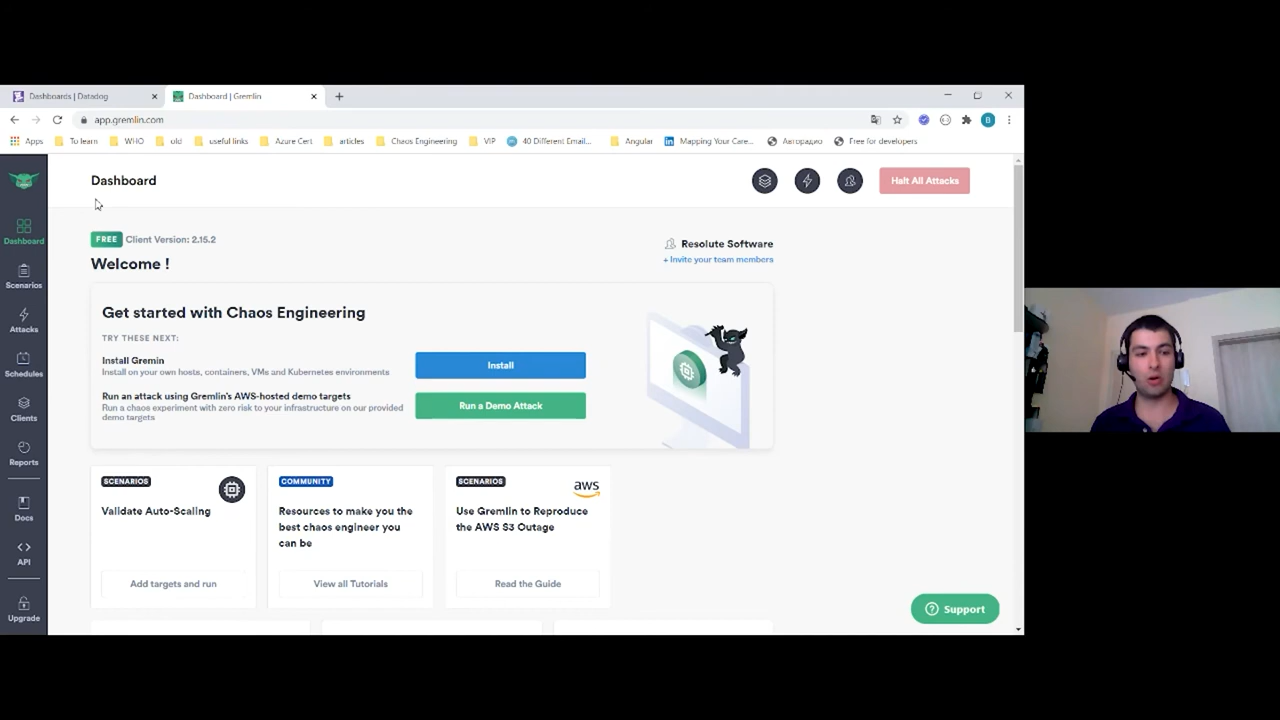 Dashboards | Datadog
Dashboard | Gremlin
app.gremlin.com
Apps To learn WHO old useful links Azure Cert articles Chaos Engineering VIP 40 Different Email... Angular Mapping Your Care... Авторадио Free for developers
Dashboard
Halt All Attacks
FREE Client Version: 2.15.2
Resolute Software
Welcome !
+ Invite your team members
Get started with Chaos Engineering
TRY THESE NEXT:
Install Gremin
Install on your own hosts, containers, VMs and Kubernetes environments
Install
Run an attack using Gremlin's AWS-hosted demo targets
Run a chaos experiment with zero risk to your infrastructure on our provided
demo targets
Run a Demo Attack
SCENARIOS
Validate Auto-Scaling
Add targets and run
COMMUNITY
Resources to make you the
best chaos engineer you
can be
View all Tutorials
SCENARIOS
aws
Use Gremlin to Reproduce
the AWS S3 Outage
Read the Guide
Dashboard
Scenarios
Attacks
Schedules
Clients
Reports
Docs
API
Upgrade
Support
B